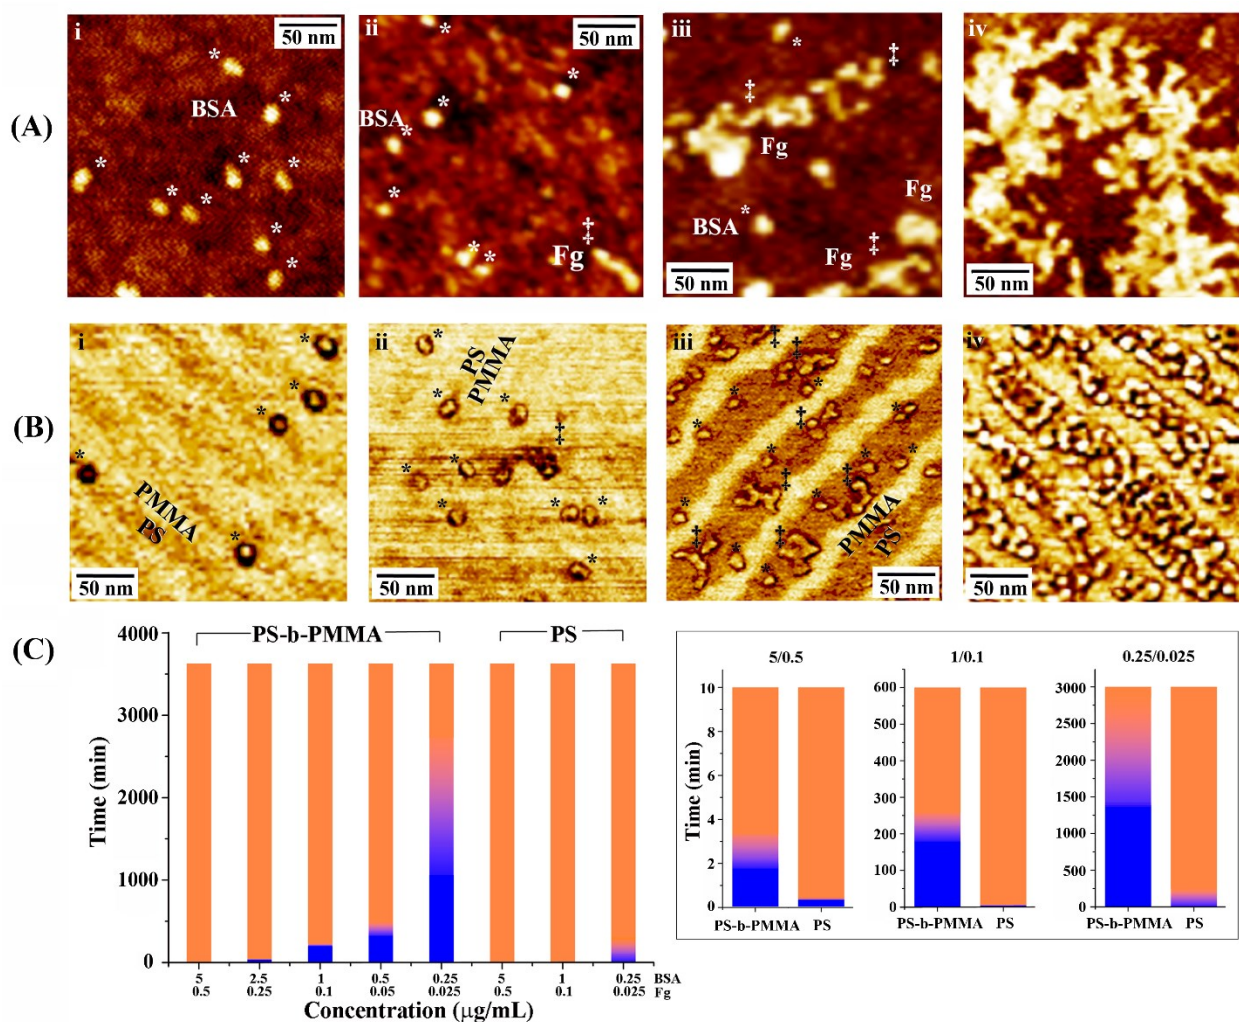 (A)
i
50 nm
*
BSA
*
*
*
*
*
*
*
*
ii
50 nm
*
*
*
BSA
*
*
*
*
‡
Fg
iii
*
‡
‡
Fg
Fg
*
BSA
‡
Fg
50 nm
iv
50 nm
(B)
i
*
*
*
*
*
PMMA
PS
50 nm
ii
*
PS
PMMA
*
*
‡
*
*
*
*
*
*
50 nm
iii
‡
‡
*
*
*
*
‡
*
*
*
*
‡
‡
*
*
‡
‡
*
*
PMMA
PS
50 nm
iv
50 nm
(C)
PS-b-PMMA
PS
4000
3000
2000
1000
0
Time (min)
5 2.5 1 0.5 0.25 5 1 0.25 BSA
0.5 0.25 0.1 0.05 0.025 0.5 0.1 0.025 Fg
Concentration (μg/mL)
5/0.5
10
8
6
4
2
0
Time (min)
PS-b-PMMA PS
1/0.1
600
500
400
300
200
100
0
PS-b-PMMA PS
0.25/0.025
3000
2500
2000
1500
1000
500
0
PS-b-PMMA PS